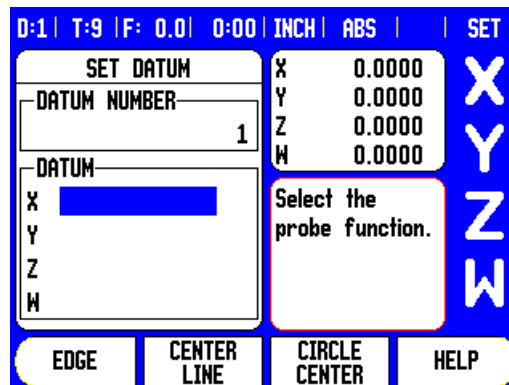 D:1 | T:9 | F: 0.0 | 0:00 | INCH | ABS | | SET
SET DATUM
DATUM NUMBER
1
DATUM
X
Y
Z
W
X 0.0000
Y 0.0000
Z 0.0000
W 0.0000
Select the
probe function.
X
Y
Z
W
EDGE
CENTER
LINE
CIRCLE
CENTER
HELP